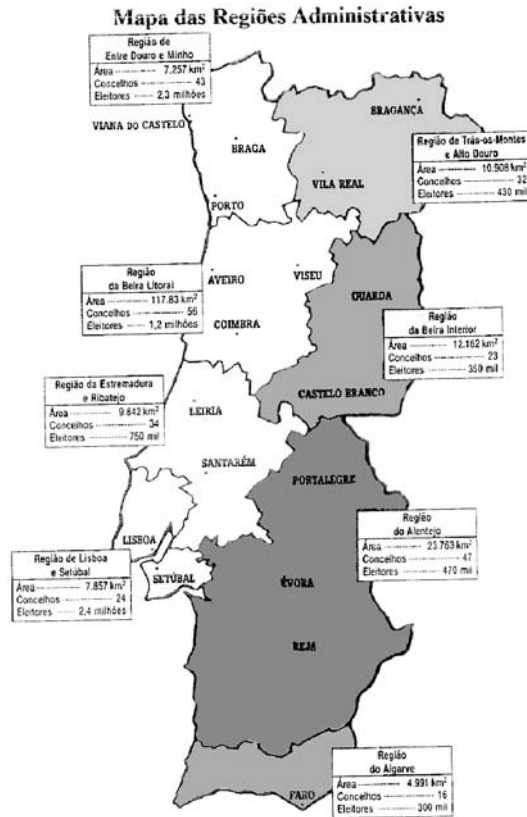 Mapa das Regiões Administrativas
Região de
Entre Douro e Minho
Área 7.257 km²
Concelhos 43
Eleitores 2,3 milhões
VIANA DO CASTELO
BRAGA
PORTO
BRAGANÇA
VILA REAL
Região de Trás-os-Montes
e Alto Douro
Área 10.908 km²
Concelhos 32
Eleitores 430 mil
Região
da Beira Litoral
Área 117.83 km²
Concelhos 56
Eleitores 1,2 milhões
AVEIRO
VISEU
COIMBRA
GUARDA
CASTELO BRANCO
Região
da Beira Interior
Área 12.162 km²
Concelhos 23
Eleitores 350 mil
Região da Estremadura
e Ribatejo
Área 9.842 km²
Concelhos 34
Eleitores 750 mil
LEIRIA
SANTARÉM
PORTALEGRE
LISBOA
SETÚBAL
Região de Lisboa
e Setúbal
Área 7.857 km²
Concelhos 24
Eleitores 2,4 milhões
Região
do Alentejo
Área 23.763 km²
Concelhos 47
Eleitores 470 mil
ÉVORA
BEJA
Região
do Algarve
Área 4.991 km²
Concelhos 16
Eleitores 300 mil
FARO